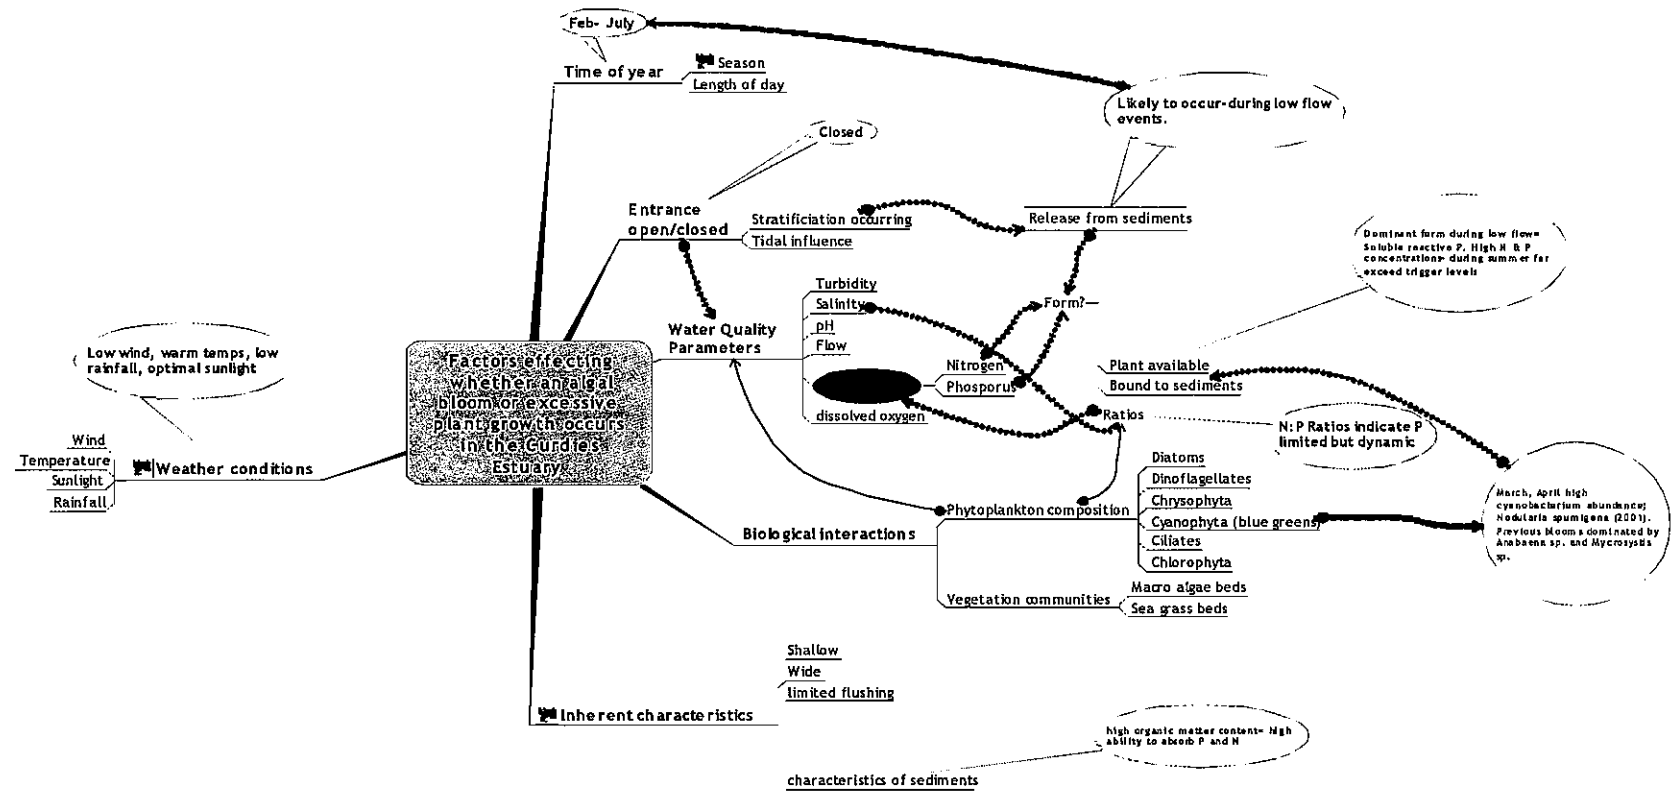 Feb- July
Time of year
Season
Length of day
Likely to occur-during low flow
events.
Closed
Entrance
open/closed
Stratificiation occurring
Tidal influence
Release from sediments
Dominant form during low flow=
Soluble reactive P. High N & P
concentrations- during summer far
exceed trigger levels
Turbidity
Salinity
pH
Flow
Form?
Water Quality
Parameters
Nitrogen
Phosporus
dissolved oxygen
Plant available
Bound to sediments
Ratios
N: P Ratios indicate P
limited but dynamic
Low wind, warm temps, low
rainfall, optimal sunlight
Factors effecting
whether an algal
bloom or excessive
plant growth occurs
in the Curdies
Estuary
Wind
Temperature
Sunlight
Rainfall
Weather conditions
Biological interactions
Phytoplankton composition
Diatoms
Dinoflagellates
Chrysophyta
Cyanophyta (blue greens)
Ciliates
Chlorophyta
March, April high
cyanobacterium abundance;
Nodularia spumigena (2001).
Previous blooms dominated by
Anabaena sp. and Mycrosystis
sp.
Vegetation communities
Macro algae beds
Sea grass beds
Shallow
Wide
limited flushing
Inherent characteristics
high organic matter content= high
ability to absorb P and N
characteristics of sediments